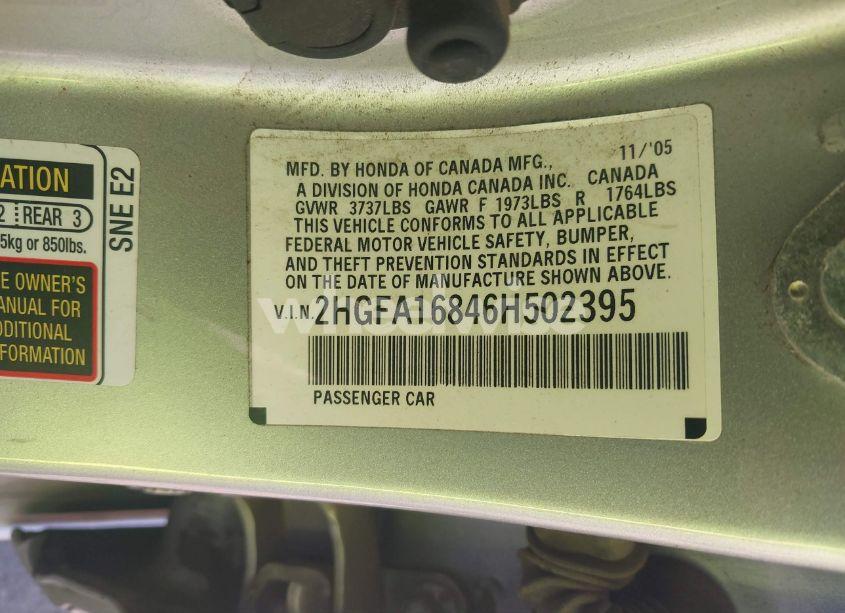 ATION
2 REAR 3
5kg or 850lbs.
E OWNER'S
ANUAL FOR
DDITIONAL
FORMATION
SNE E2
MFD. BY HONDA OF CANADA MFG., 11/'05
A DIVISION OF HONDA CANADA INC. CANADA
GVWR 3737LBS GAWR F 1973LBS R 1764LBS
THIS VEHICLE CONFORMS TO ALL APPLICABLE
FEDERAL MOTOR VEHICLE SAFETY, BUMPER,
AND THEFT PREVENTION STANDARDS IN EFFECT
ON THE DATE OF MANUFACTURE SHOWN ABOVE.
V.I.N. 2HGFA16846H502395
PASSENGER CAR